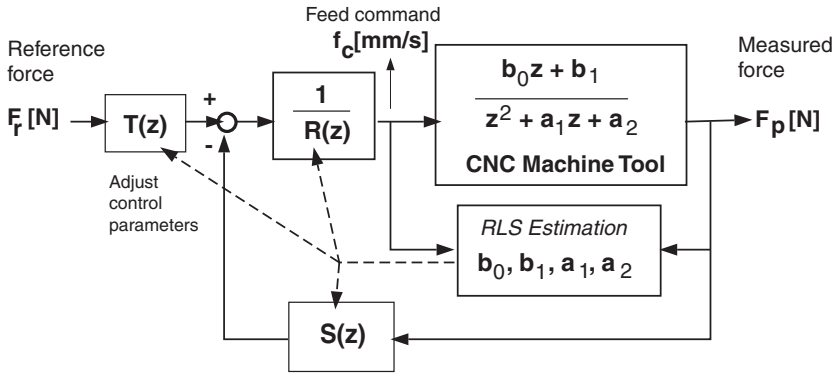 Feed command
f_c[mm/s]
Reference
force
F_r [N]
T(z)
+
-
1
R(z)
b_0z + b_1
z^2 + a_1z + a_2
CNC Machine Tool
Measured
force
F_p [N]
Adjust
control
parameters
RLS Estimation
b_0, b_1, a_1, a_2
S(z)